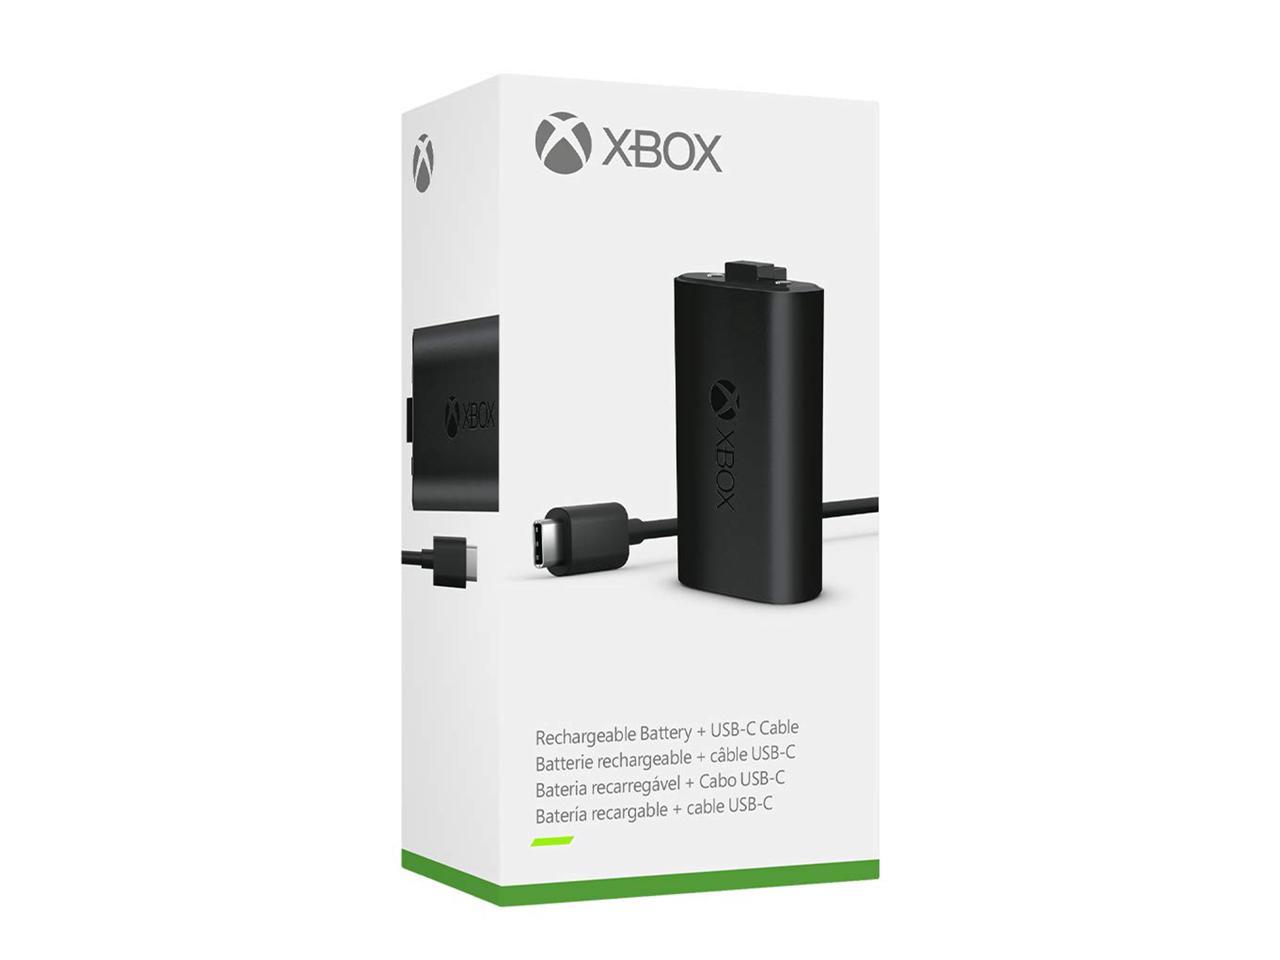 XBOX
XBOX
XBOX
Rechargeable Battery + USB-C Cable
Batterie rechargeable + câble USB-C
Bateria recarregável + Cabo USB-C
Batería recargable + cable USB-C